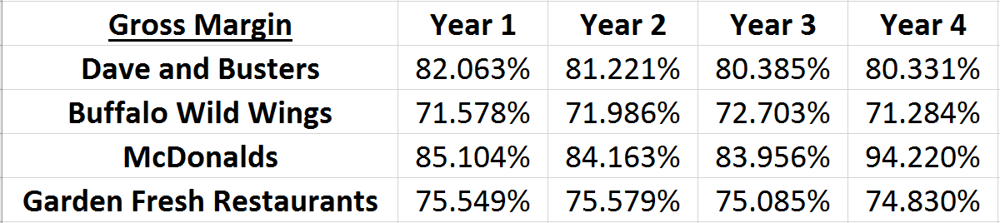 Gross Margin Year 1 Year 2 Year 3 Year 4
Dave and Busters 82.063% 81.221% 80.385% 80.331%
Buffalo Wild Wings 71.578% 71.986% 72.703% 71.284%
McDonalds 85.104% 84.163% 83.956% 94.220%
Garden Fresh Restaurants 75.549% 75.579% 75.085% 74.830%